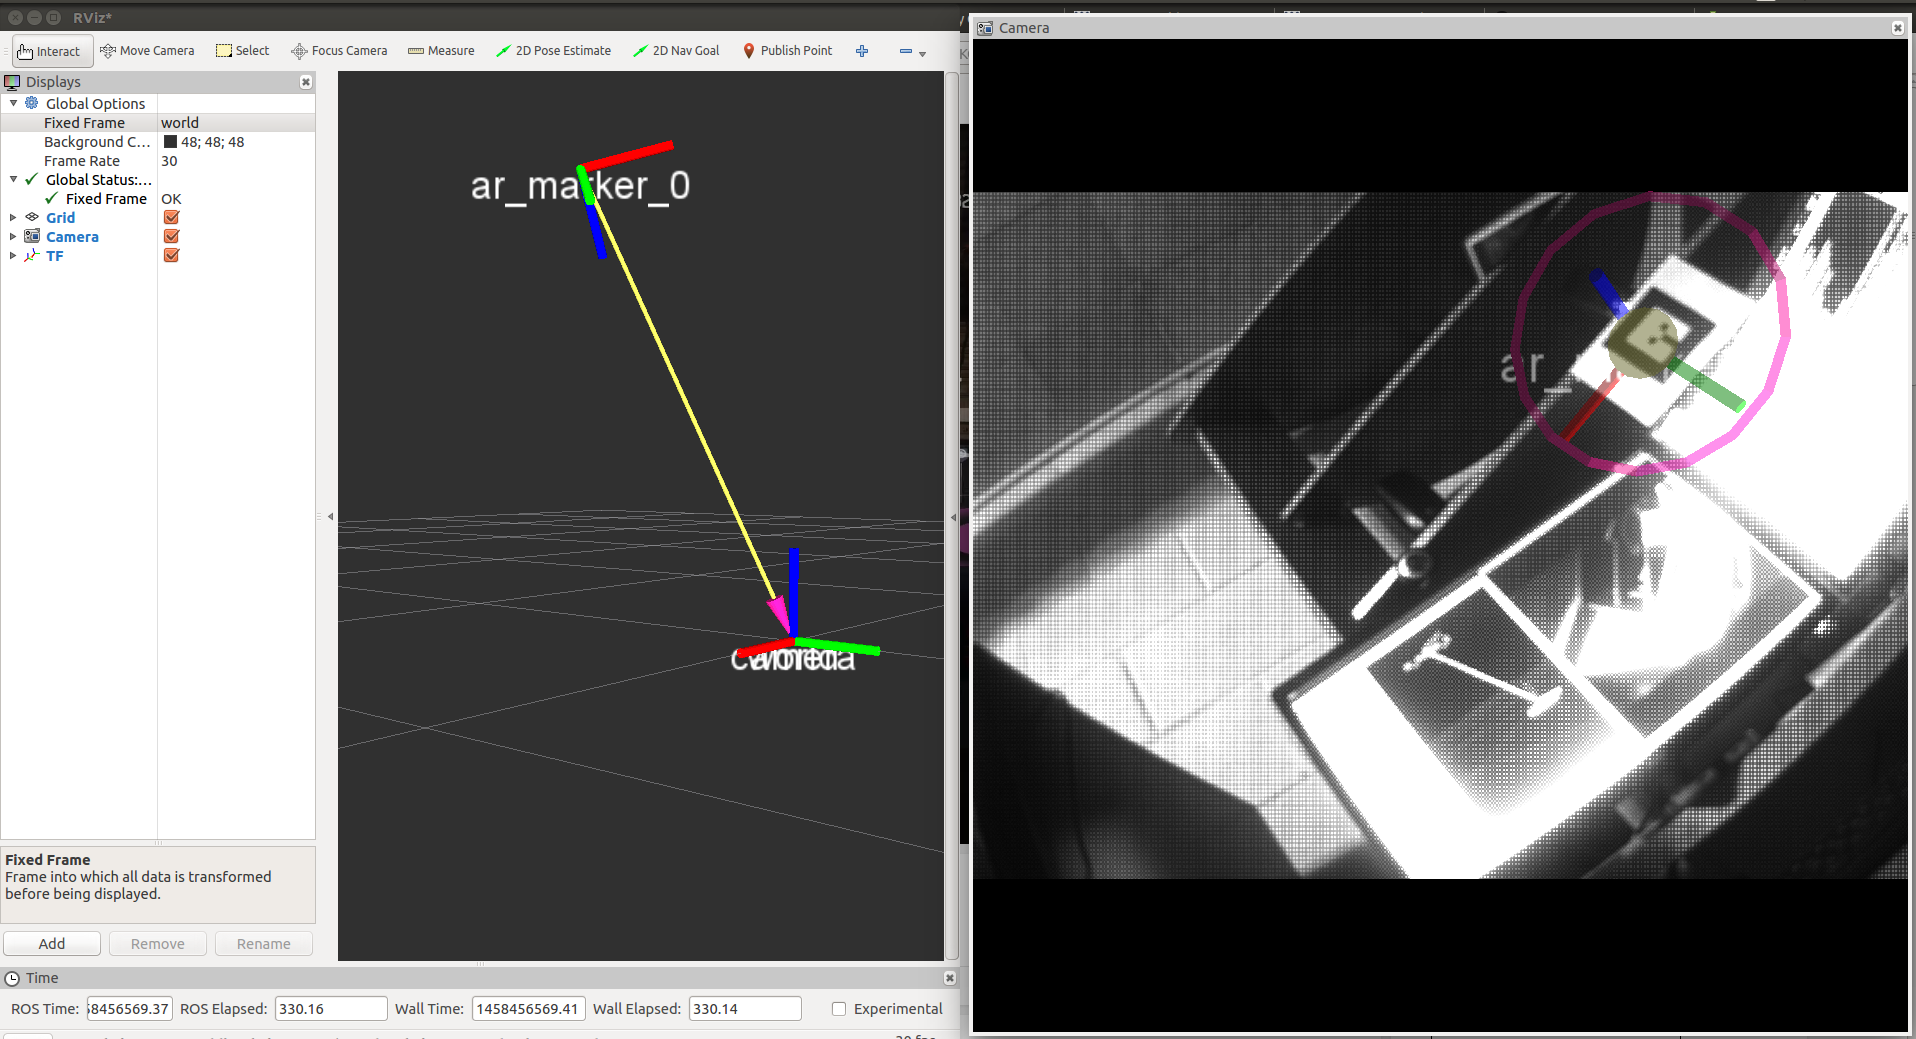 RViz*
Interact
Move Camera
Select
Focus Camera
Measure
2D Pose Estimate
2D Nav Goal
Publish Point
Displays
Global Options
Fixed Frame world
Background C... 48; 48; 48
Frame Rate 30
Global Status:...
Fixed Frame OK
Grid
Camera
TF
Fixed Frame
Frame into which all data is transformed
before being displayed.
Add Remove Rename
ar_marker_0
Time
ROS Time: 58456569.37 ROS Elapsed: 330.16 Wall Time: 1458456569.41 Wall Elapsed: 330.14 Experimental
Camera